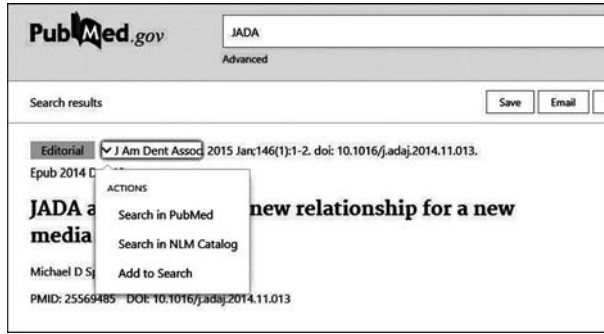 PubMed.gov
JADA
Advanced
Search results
Save
Email
Editorial
J Am Dent Assoc
2015 Jan;146(1):1-2. doi: 10.1016/j.adaj.2014.11.013.
Epub 2014
ACTIONS
JADA
new relationship for a new
Search in PubMed
media
Search in NLM Catalog
Michael D
Add to Search
PMID: 25569485 DOI: 10.1016/j.adaj.2014.11.013